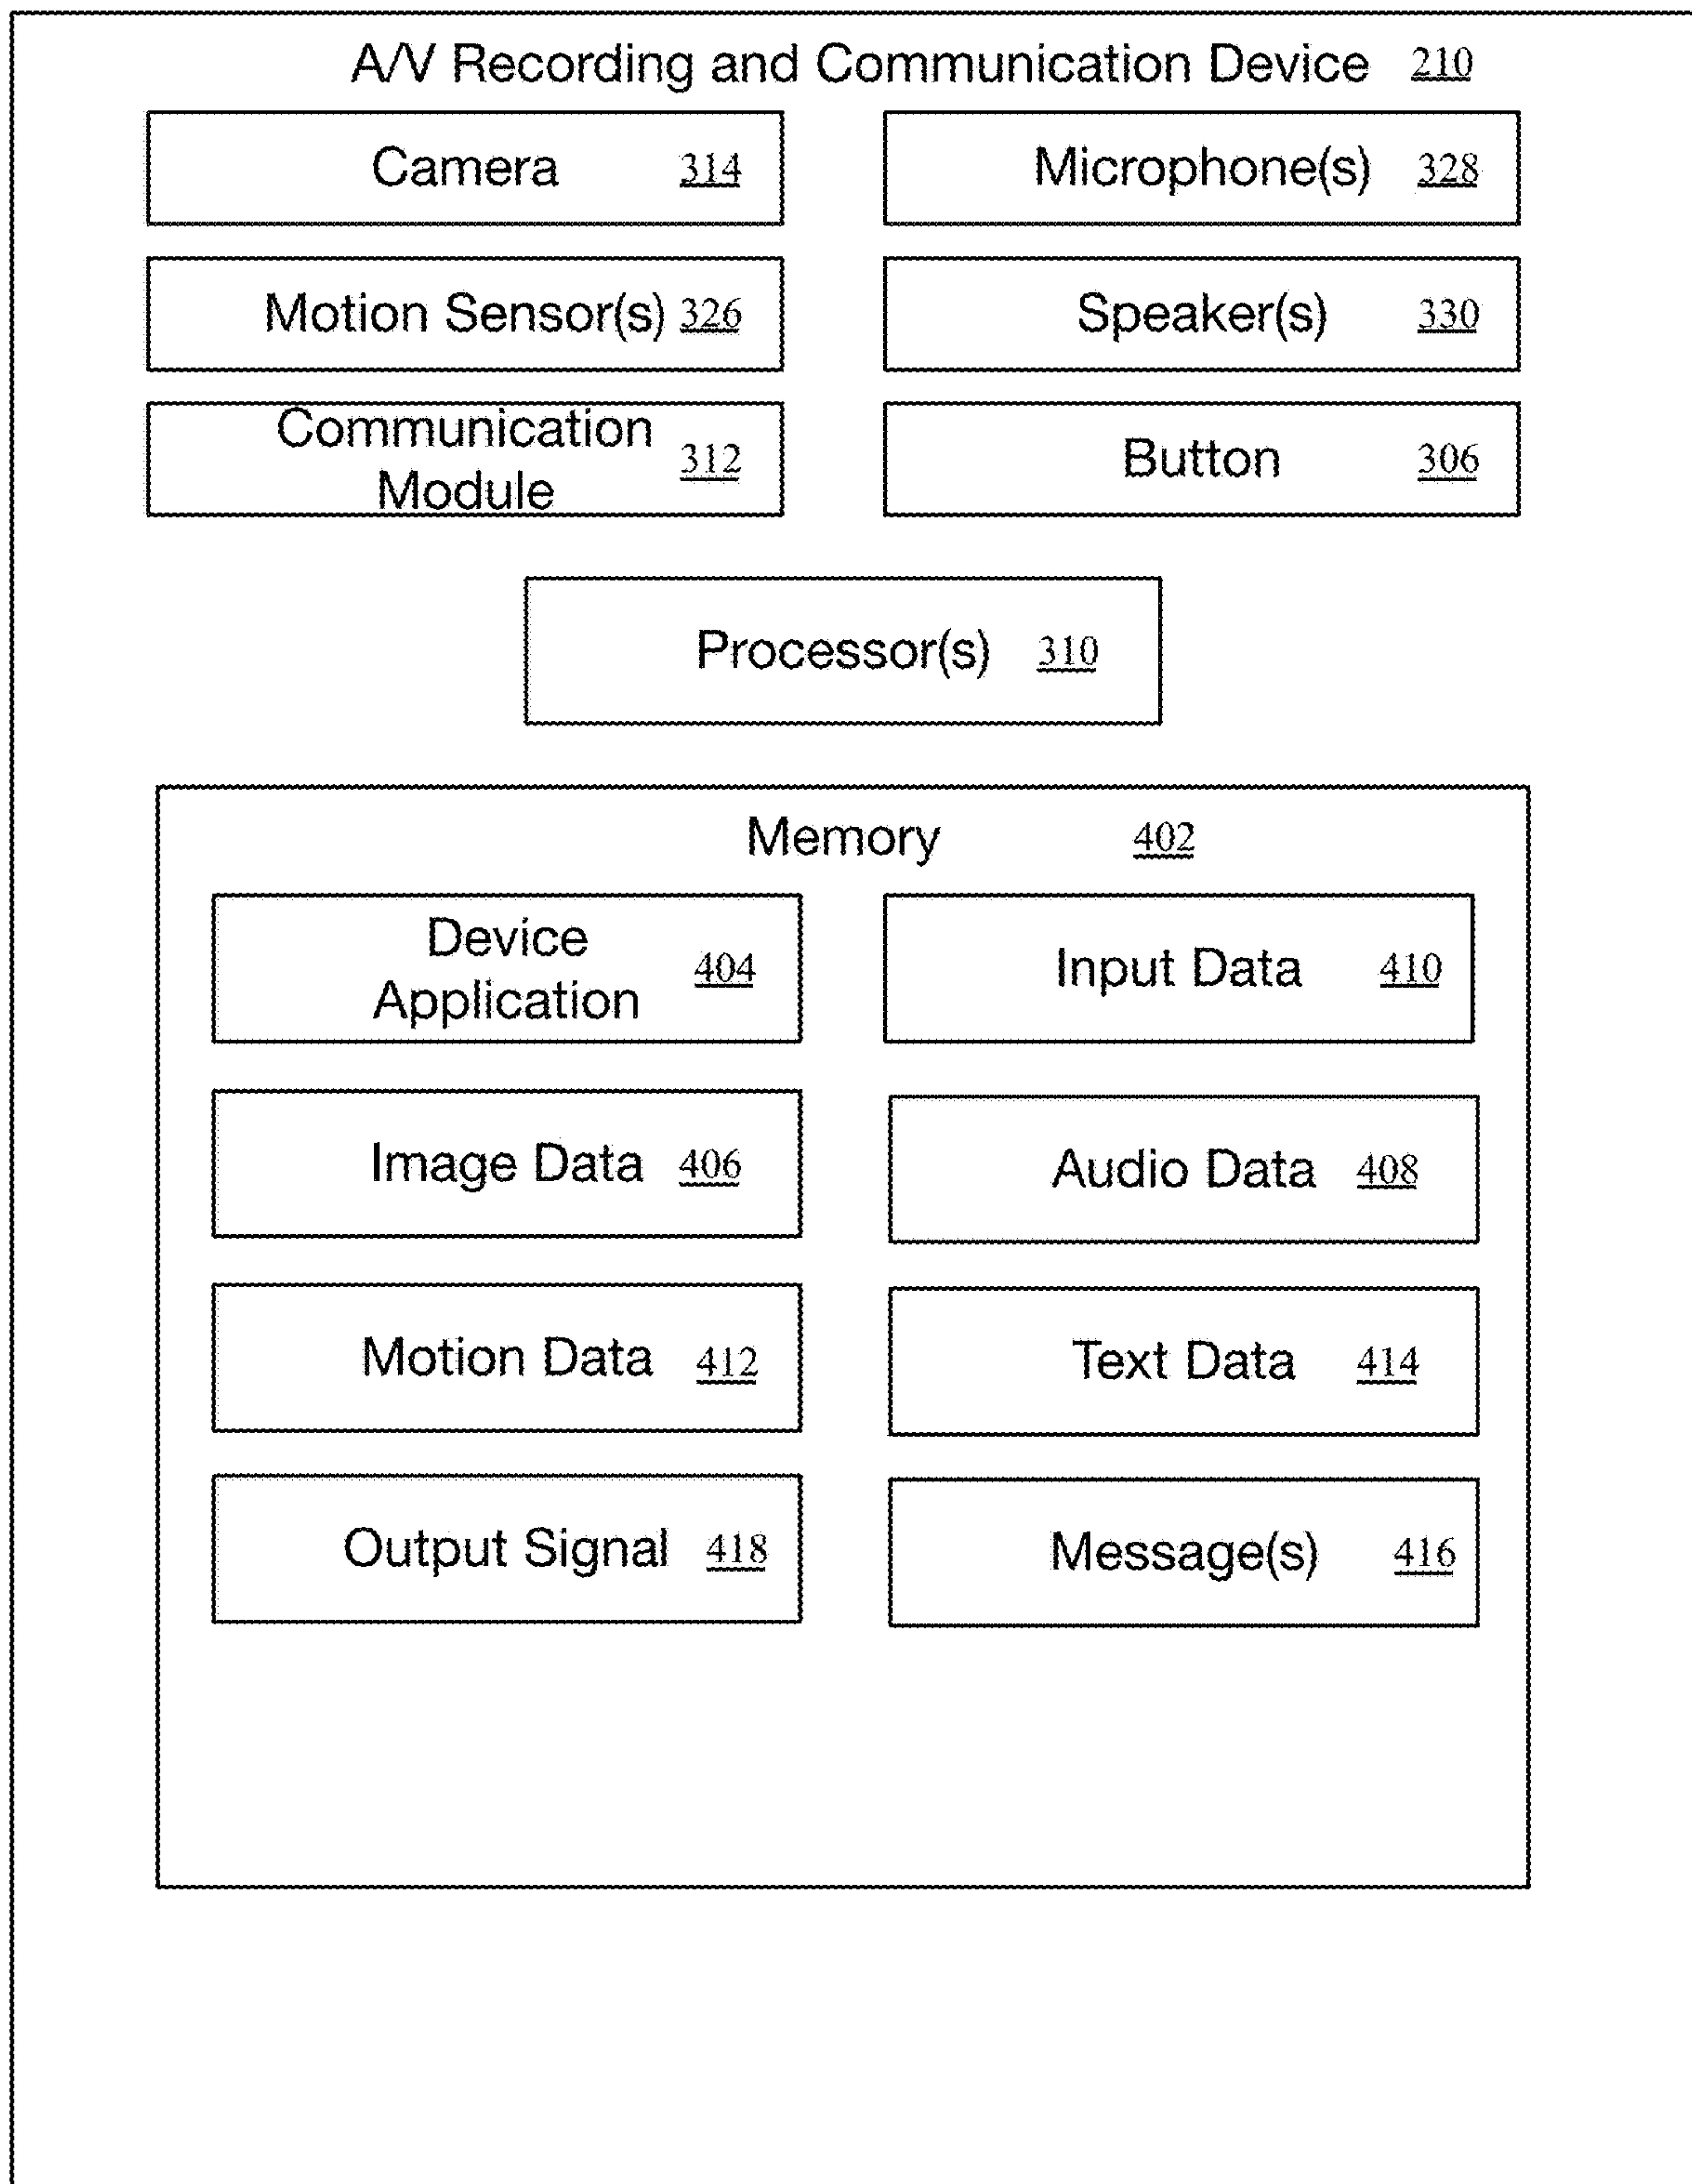 A/V Recording and Communication Device 210
Camera 314
Microphone(s) 328
Motion Sensor(s) 326
Speaker(s) 330
Communication
Module 312
Button 306
Processor(s) 310
Memory 402
Device
Application 404
Input Data 410
Image Data 406
Audio Data 408
Motion Data 412
Text Data 414
Output Signal 418
Message(s) 416